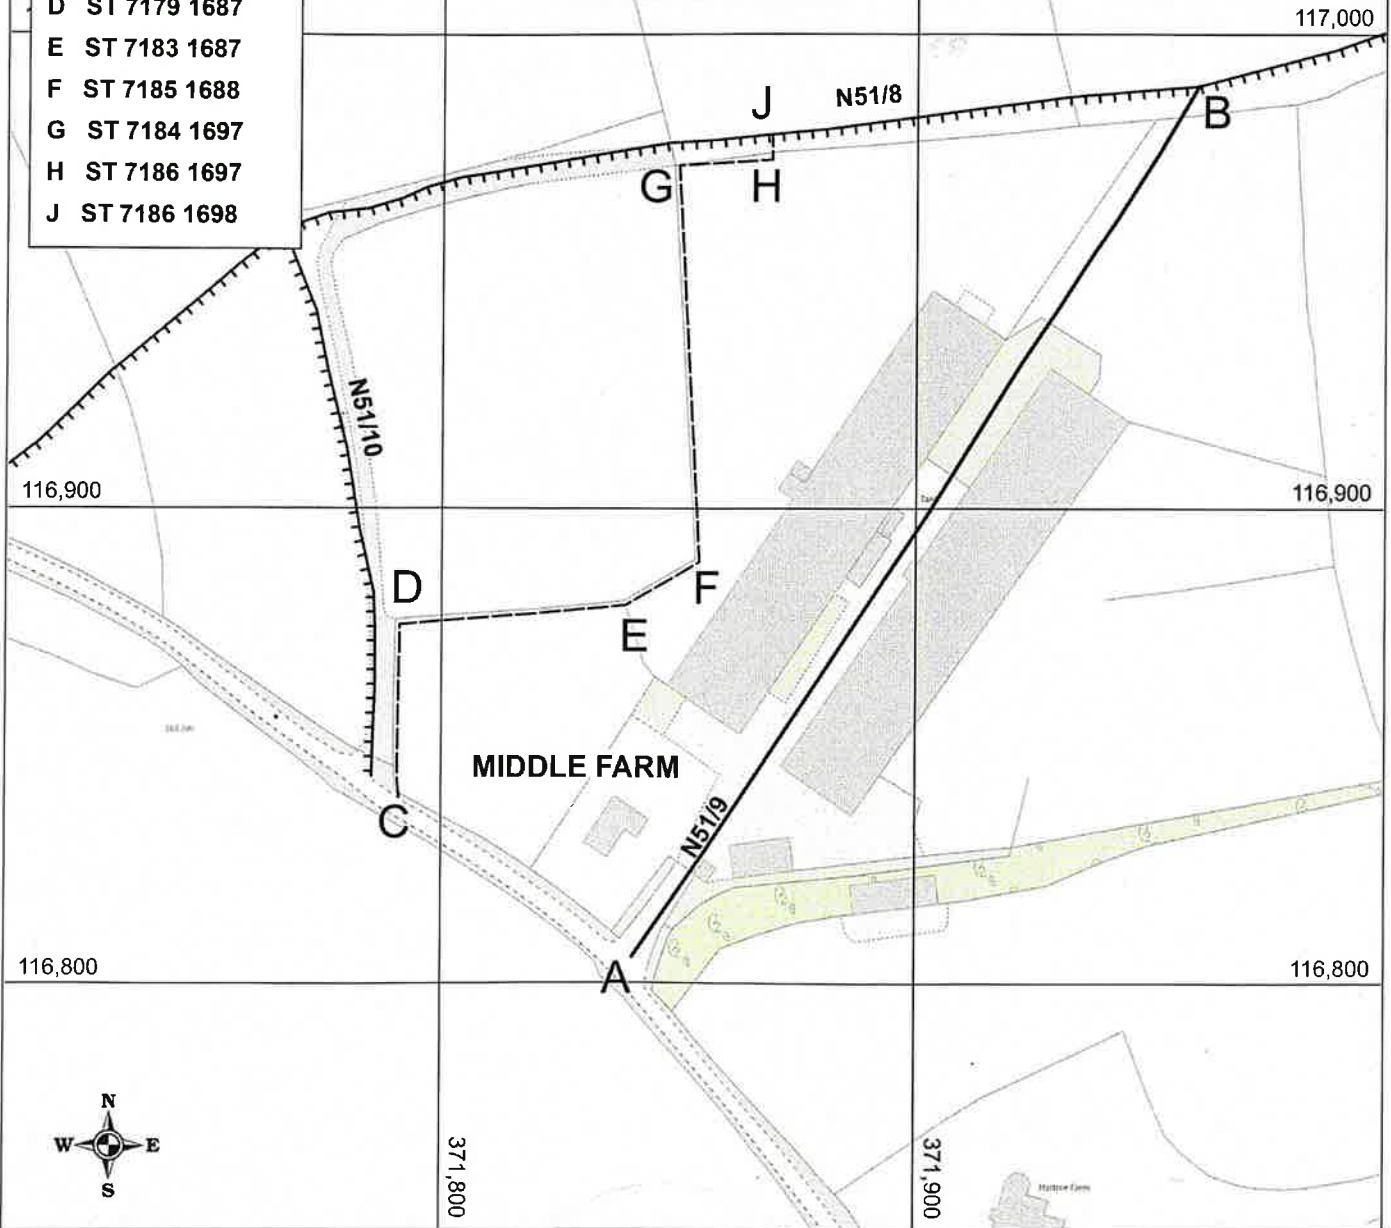 D ST 7179 1687
E ST 7183 1687
F ST 7185 1688
G ST 7184 1697
H ST 7186 1697
J ST 7186 1698
117,000
J
N51/8
B
G
H
N51/10
116,900
116,900
D
F
E
MIDDLE FARM
C
N51/9
116,800
A
116,800
N
W
E
S
371,800
371,900